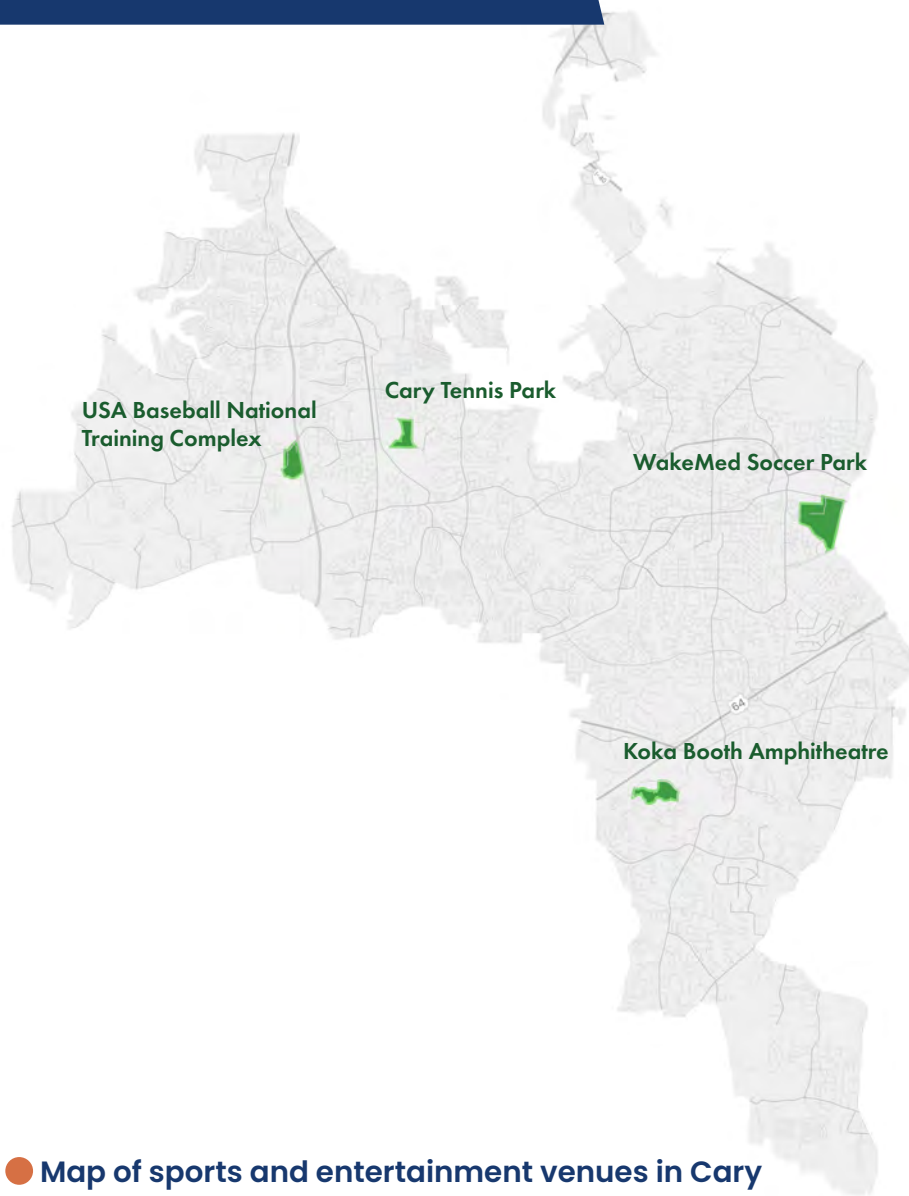 Cary Tennis Park
USA Baseball National
Training Complex
WakeMed Soccer Park
64
Koka Booth Amphitheatre
Map of sports and entertainment venues in Cary